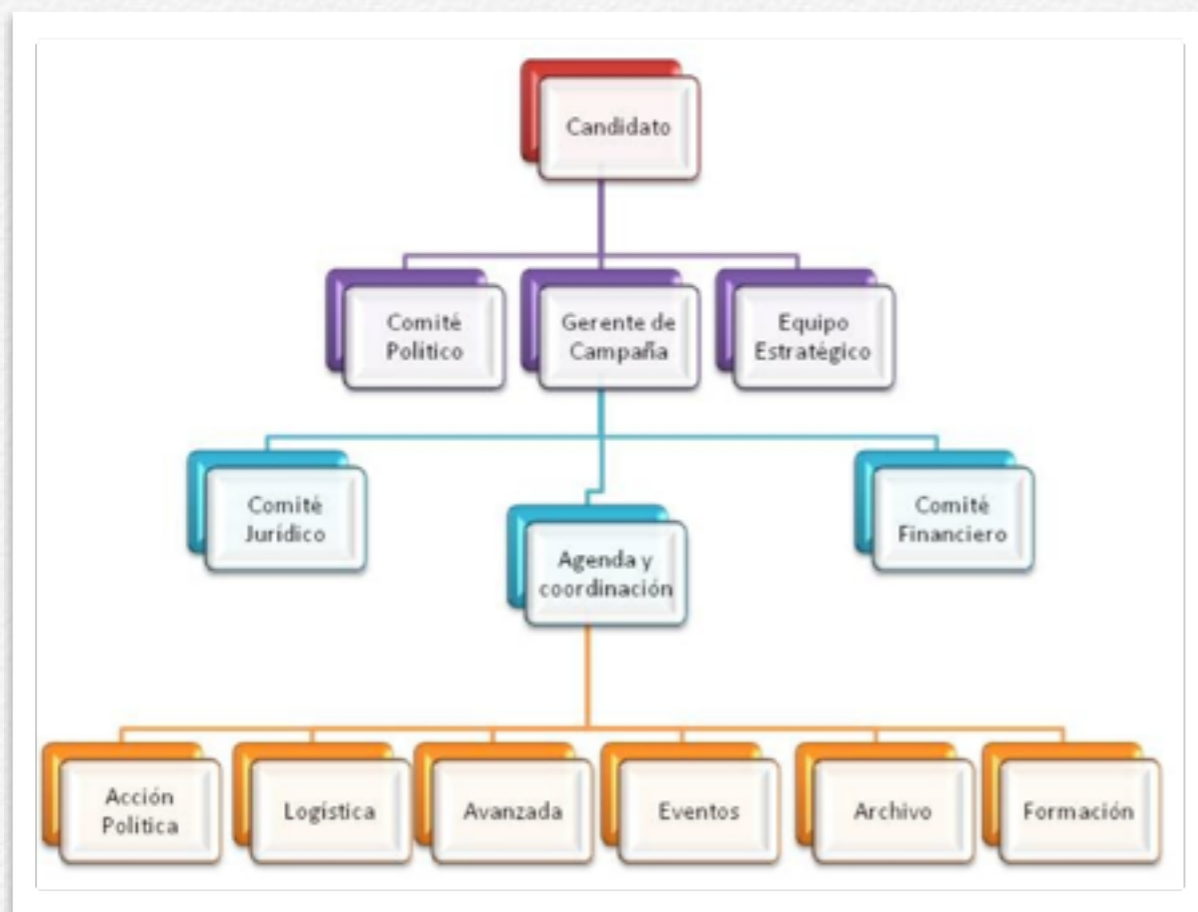 Candidato
Comité
Político
Gerente de
Campaña
Equipo
Estratégico
Comité
Jurídico
Agenda y
coordinación
Comité
Financiero
Acción
Política
Logística
Avanzada
Eventos
Archivo
Formación